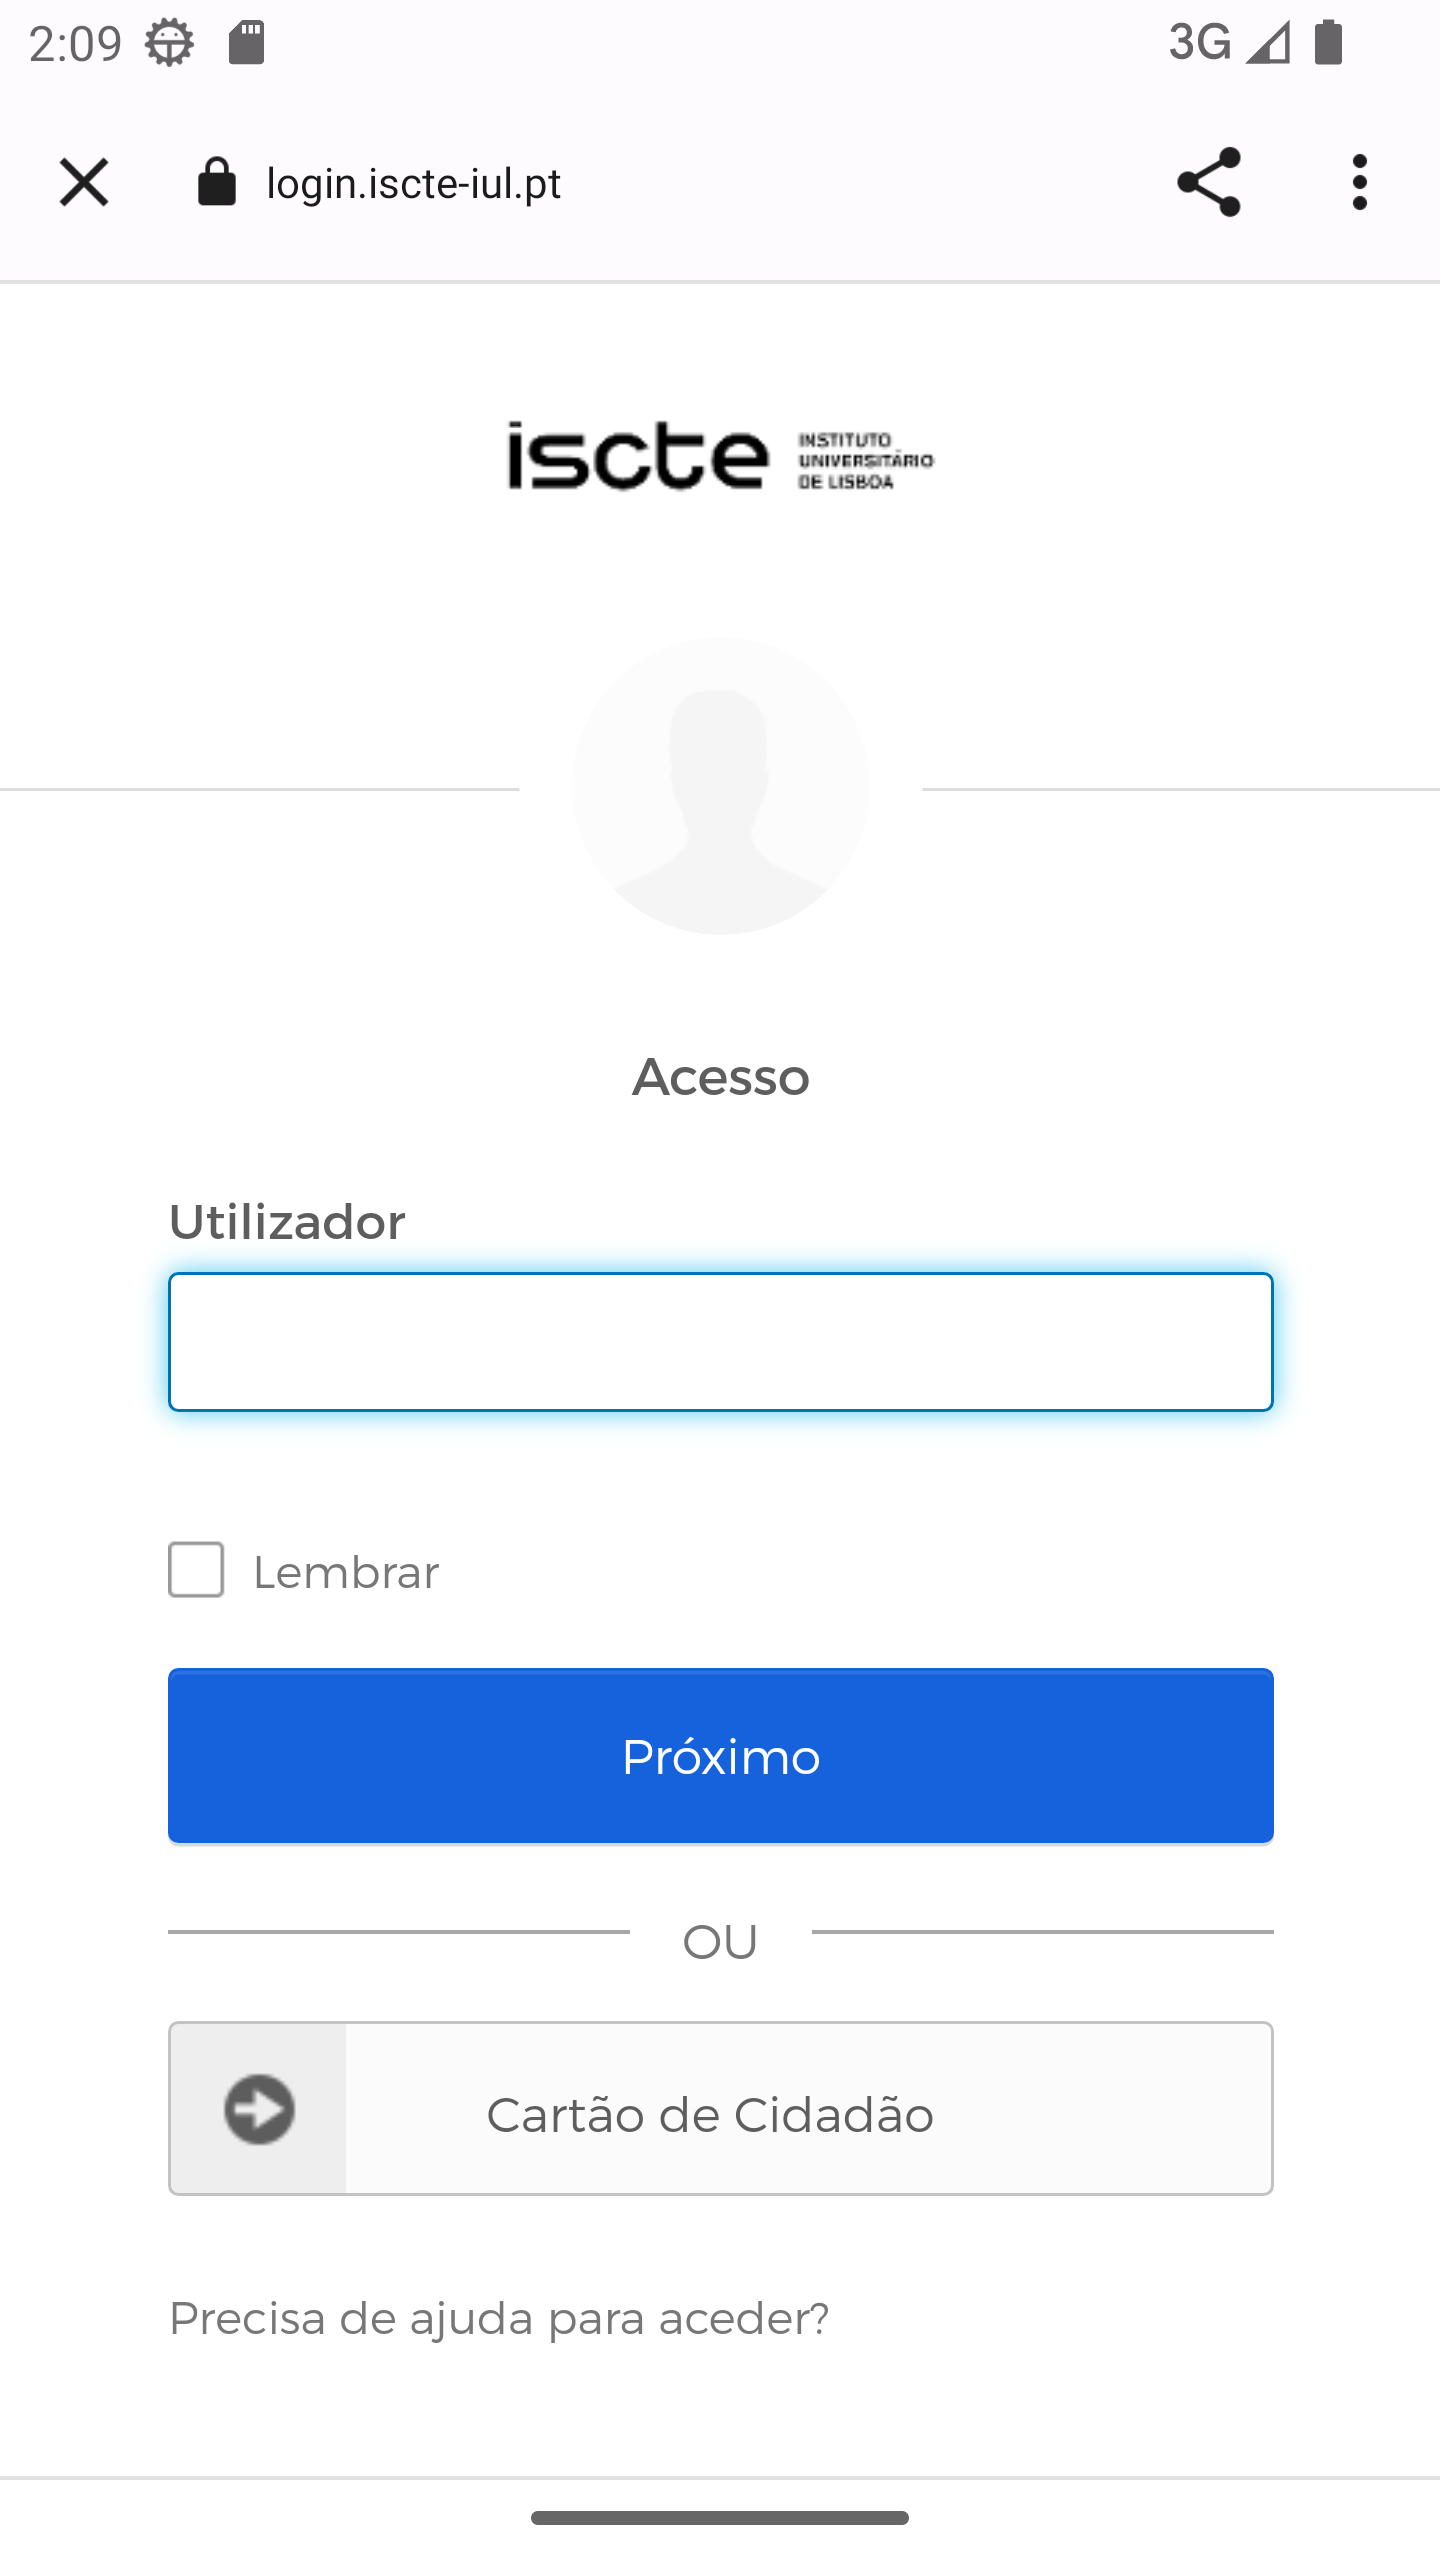 2:09
3G
login.iscte-iul.pt
iscte
INSTITUTO
UNIVERSITÁRIO
DE LISBOA
Acesso
Utilizador
Lembrar
Próximo
OU
Cartão de Cidadão
Precisa de ajuda para aceder?